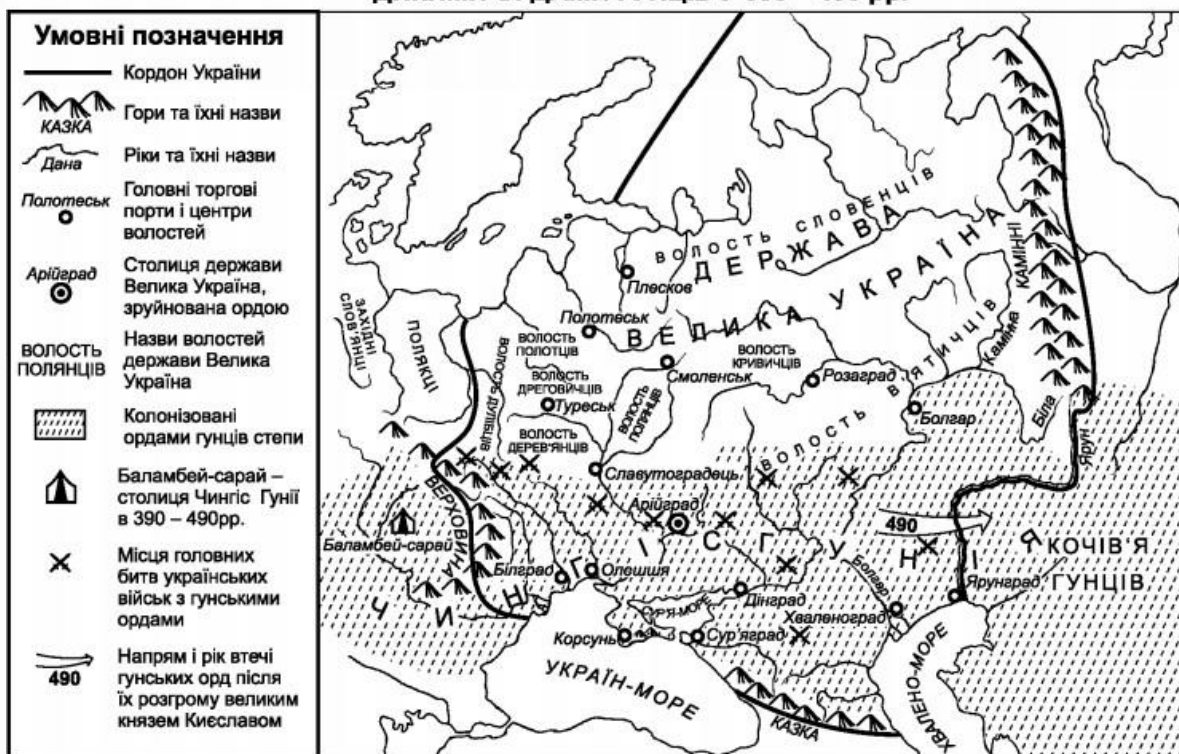 Умовні позначення
Кордон України
КАЗКА
Гори та їхні назви
Дана
Ріки та їхні назви
Полотеськ
Головні торгові
порти і центри
волостей
Арійград
Столиця держави
Велика Україна,
зруйнована ордою
ВОЛОСТЬ
ПОЛЯНЦІВ
Назви волостей
держави Велика
Україна
Колонізовані
ордами гунців степи
Баламбей-сарай –
столиця Чингіс Гунії
в 390 – 490рр.
Місця головних
битв українських
військ з гунськими
ордами
490
Напрям і рік втечі
гунських орд після
їх розгрому великим
князем Києславом
ВОЛОСТЬ СЛОВЕНЦІВ
ДЕРЖАВА
ВЕЛИКА УКРАЇНА
Плесков
КАМІННІ
ЗАХІДНІ
СЛОВ'ЯНЦІ
ПОЛЯКЦІ
Полотеськ
ВОЛОСТЬ
ПОЛОТЦІВ
ВОЛОСТЬ ДУЛІБЦІВ
Смоленськ
ВОЛОСТЬ
КРИВИЧЦІВ
Розаград
ВОЛОСТЬ ВЯТИЧЦІВ
Камінна
Біла
ВОЛОСТЬ
ДРЕГОВИЧЦІВ
Туреськ
ВОЛОСТЬ
ПОЛЯНЦІВ
Болгар
ВОЛОСТЬ
ДЕРЕВ'ЯНЦІВ
Славутоградець
Ярун
ВЕРХОВИНА
Арійград
490
Баламбей-сарай
ЧИНГІС ГУНІЯ
КОЧІВ'Я
ГУНЦІВ
Білград
Олешшя
Болгар
Ярунград
СУР'Я-МОРЕ
Дінград
Хваленоград
Корсунь
Сур'яград
УКРАЇН-МОРЕ
КАЗКА
ХВАЛЕНО-МОРЕ